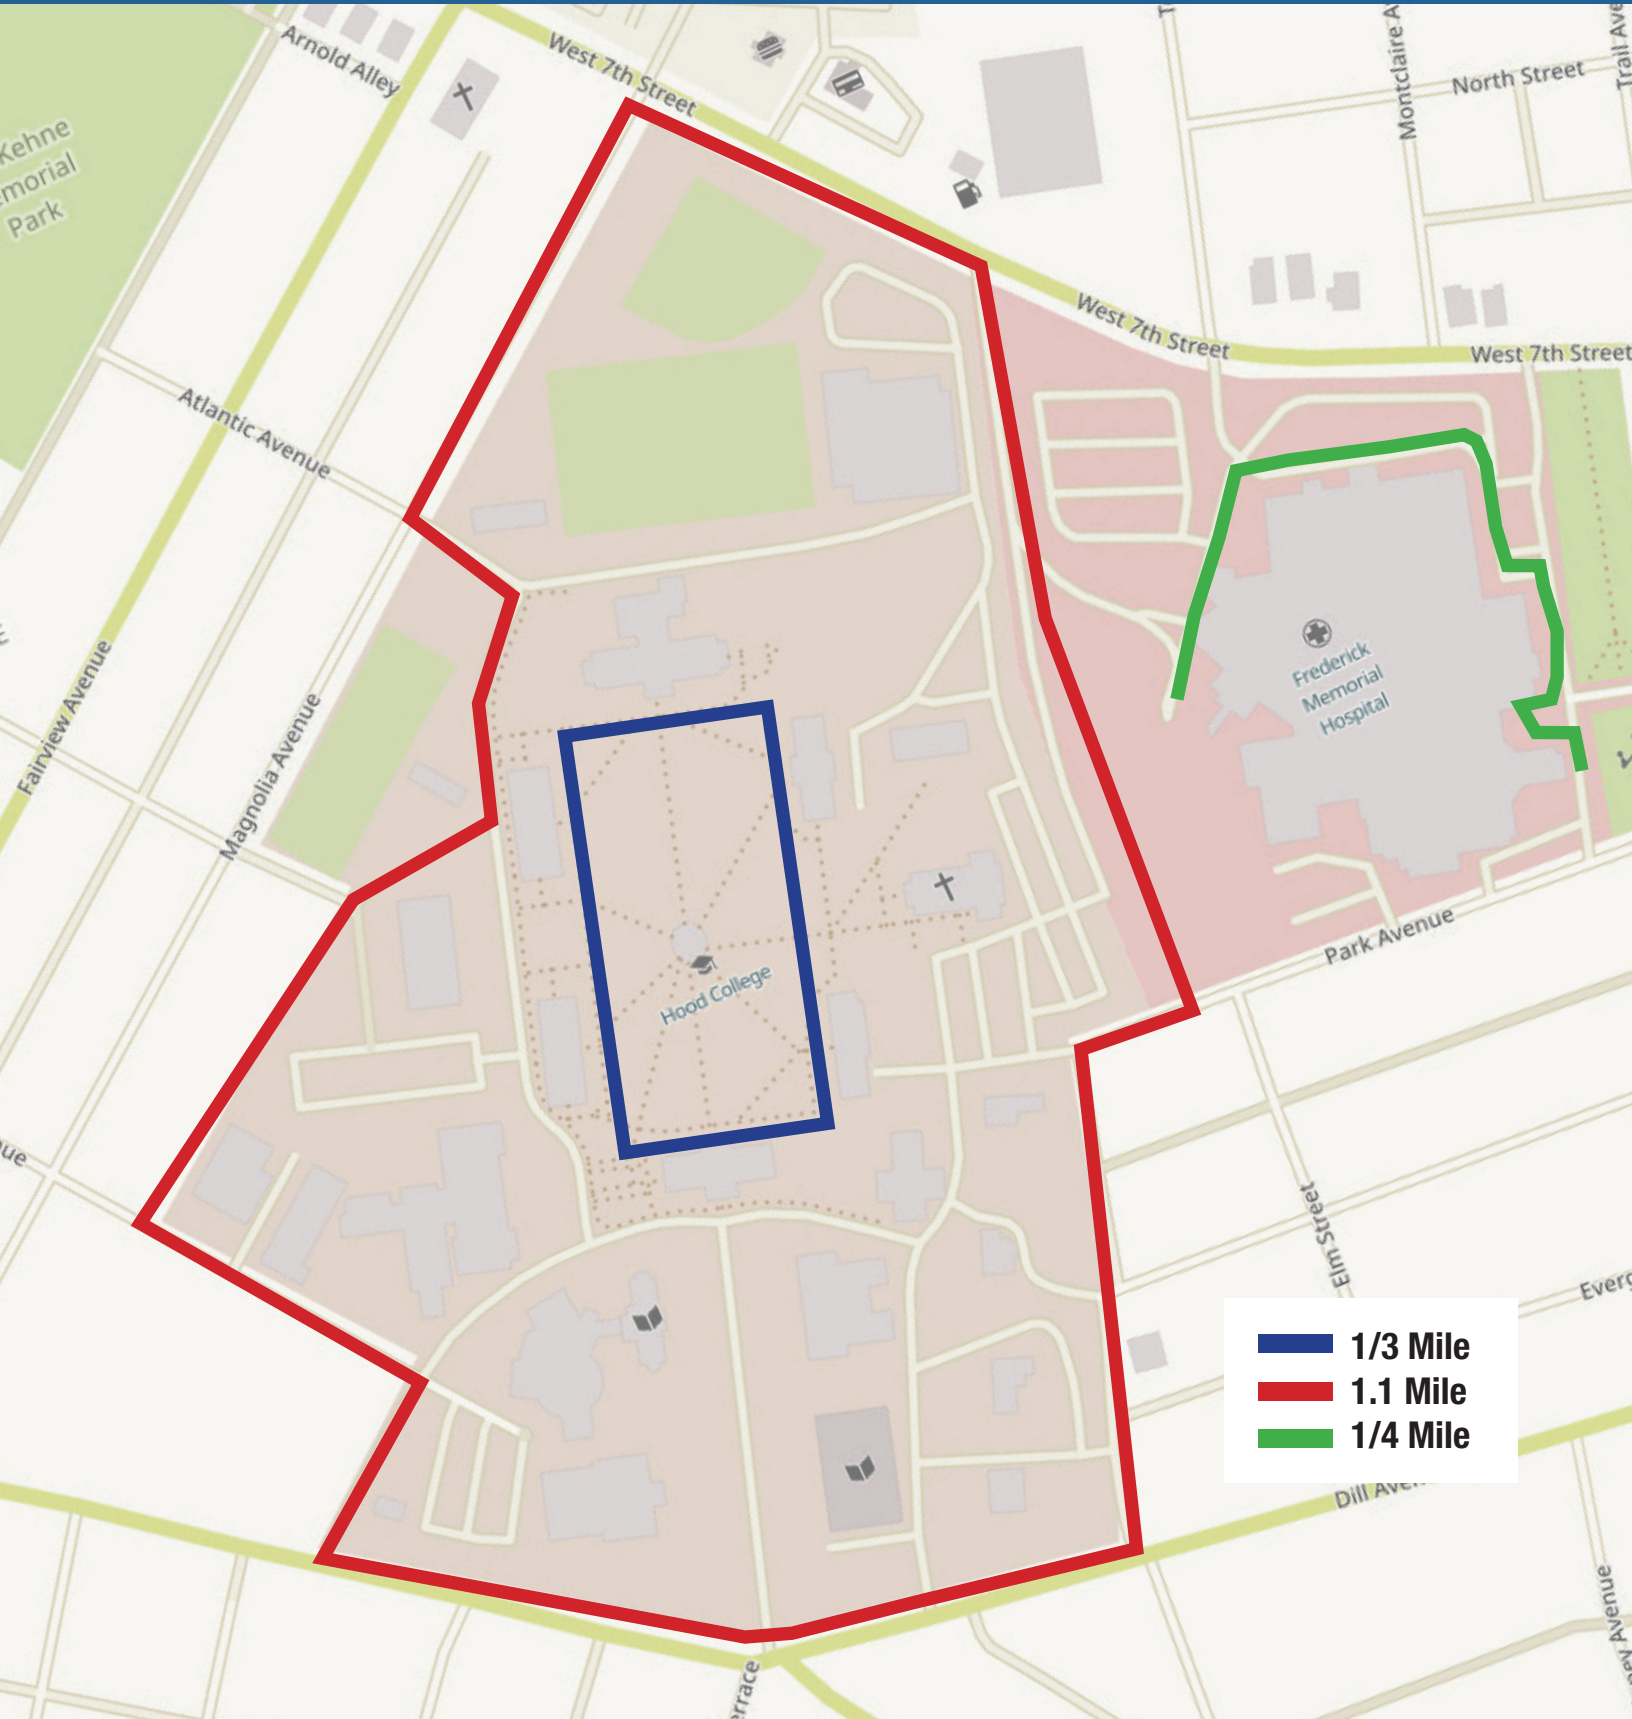 Arnold Alley
West 7th Street
North Street
Montclaire
Kehne
Park
West 7th Street
West 7th Street
Atlantic Avenue
Fairview Avenue
Magnolia Avenue
Frederick
Memorial
Hospital
Park Avenue
Hood College
Elm Street
1/3 Mile
1.1 Mile
1/4 Mile
Dill
Avenue